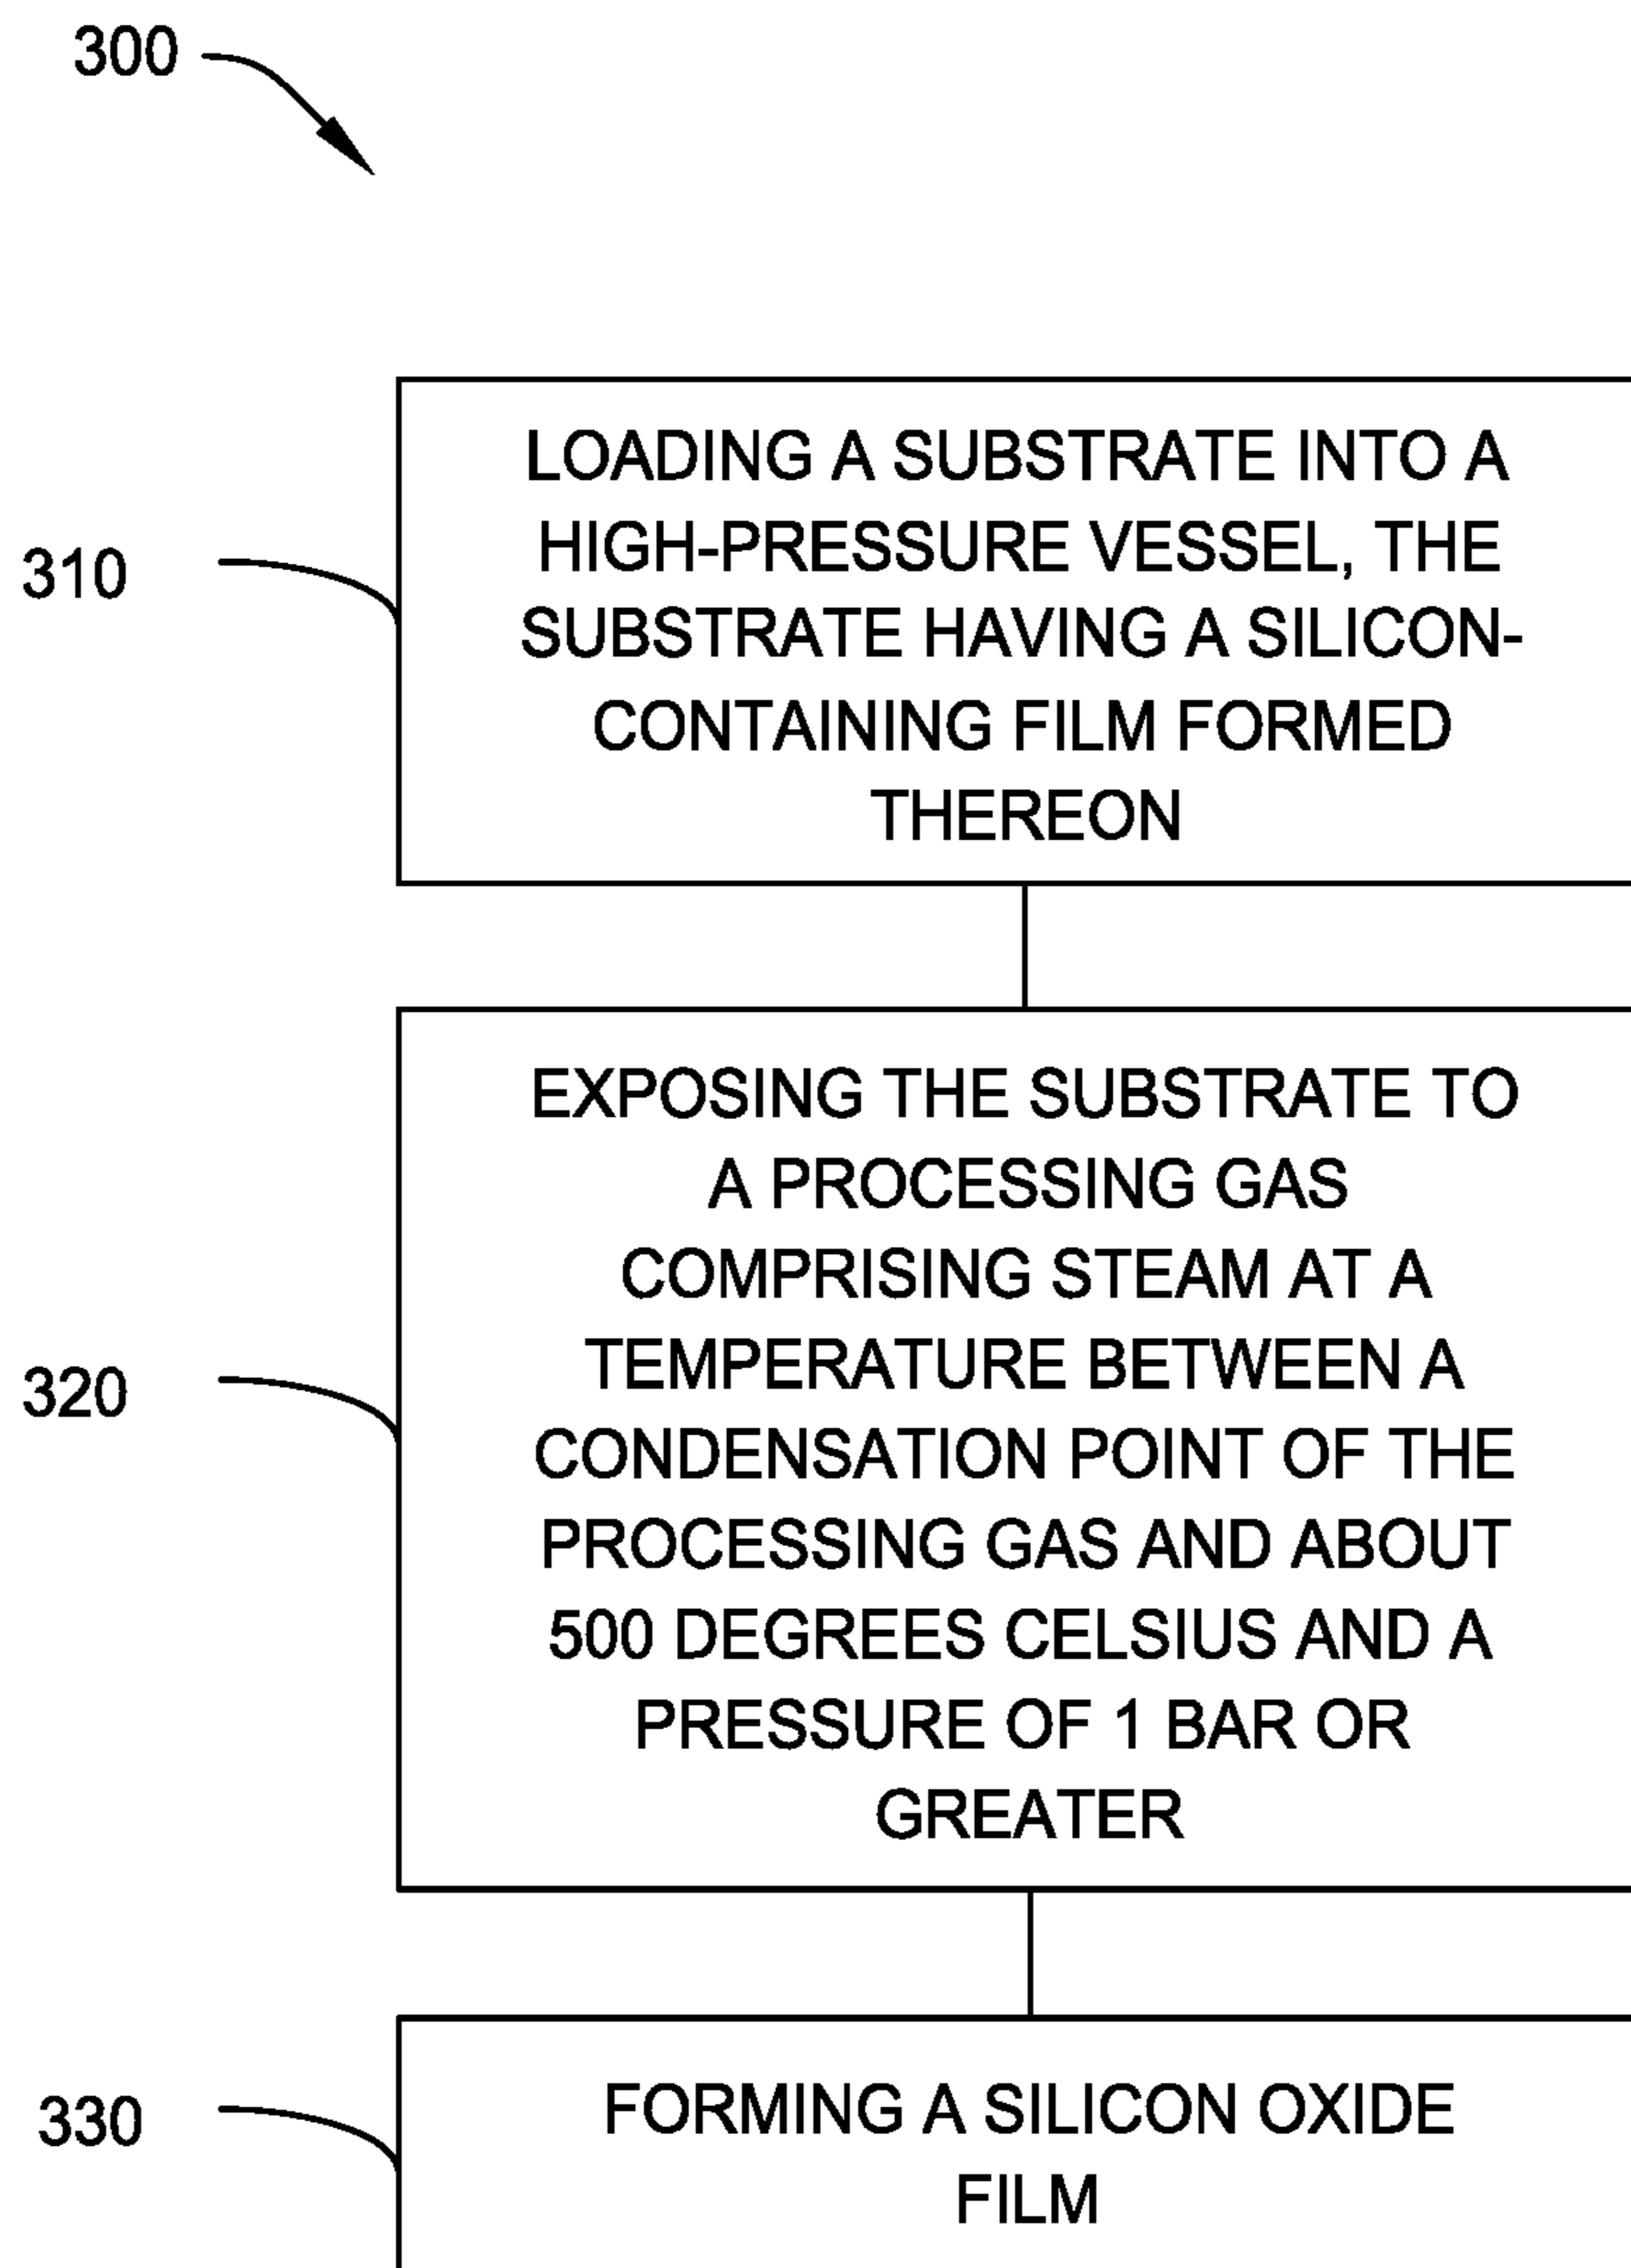 300
310
LOADING A SUBSTRATE INTO A
HIGH-PRESSURE VESSEL, THE
SUBSTRATE HAVING A SILICON-
CONTAINING FILM FORMED
THEREON
320
EXPOSING THE SUBSTRATE TO
A PROCESSING GAS
COMPRISING STEAM AT A
TEMPERATURE BETWEEN A
CONDENSATION POINT OF THE
PROCESSING GAS AND ABOUT
500 DEGREES CELSIUS AND A
PRESSURE OF 1 BAR OR
GREATER
330
FORMING A SILICON OXIDE
FILM